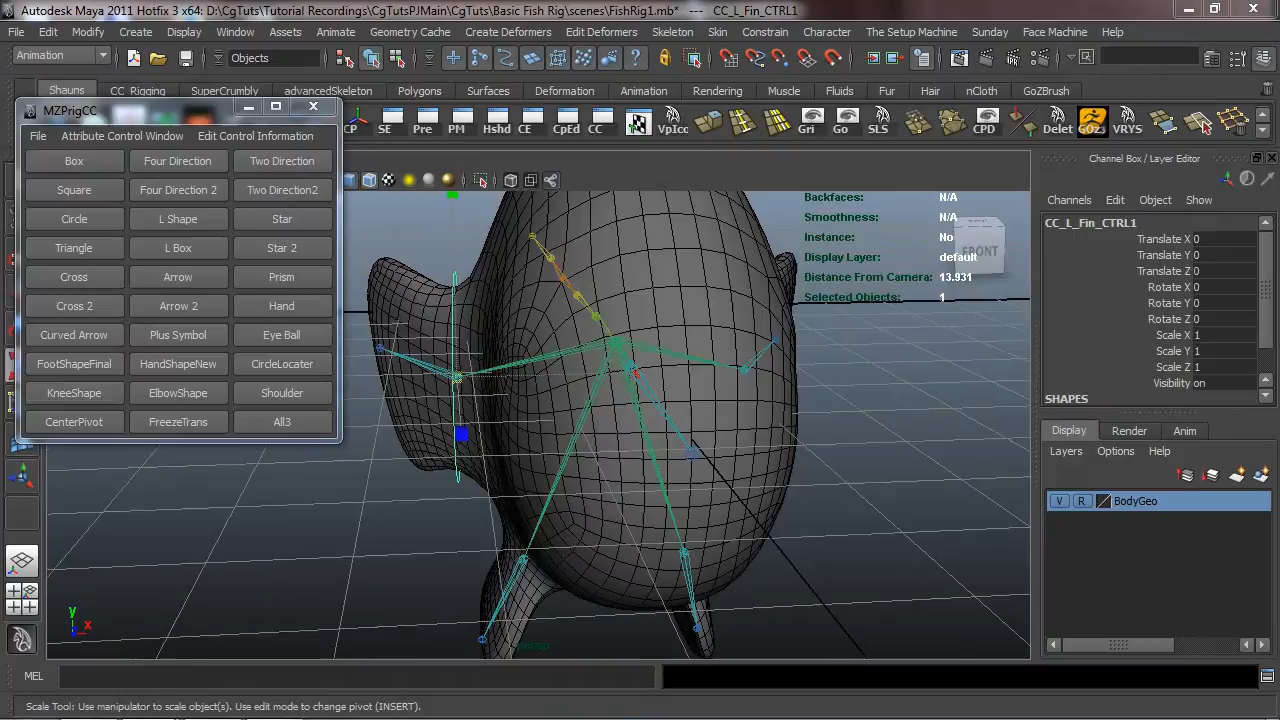 Autodesk Maya 2011 Hotfix 3 x64: D:\CgTuts\Tutorial Recordings\CgTutsPJMain\CgTuts\Basic Fish Rig\scenes\FishRig1.mb* --- CC_L_Fin_CTRL1
File Edit Modify Create Display Window Assets Animate Geometry Cache Create Deformers Edit Deformers Skeleton Skin Constrain Character The Setup Machine Sunday Face Machine Help
Animation Objects
Shauns CC_Rigging SuperCrumbly advancedSkeleton Polygons Surfaces Deformation Animation Rendering Muscle Fluids Fur Hair nCloth GoZBrush
MZPrigCC
CP SE Pre PM Hshd CE CpEd CC VpIcc Gri Go SLS CPD Delet GOz3 VRYS
File Attribute Control Window Edit Control Information
Box Four Direction Two Direction
Square Four Direction 2 Two Direction2
Circle L Shape Star
Triangle L Box Star 2
Cross Arrow Prism
Cross 2 Arrow 2 Hand
Curved Arrow Plus Symbol Eye Ball
FootShapeFinal HandShapeNew CircleLocater
KneeShape ElbowShape Shoulder
CenterPivot FreezeTrans All3
Backfaces: N/A
Smoothness: N/A
Instance: No
Display Layer: default
Distance From Camera: 13.931
Selected Objects: 1
FRONT
persp
y
x
Channel Box / Layer Editor
Channels Edit Object Show
CC_L_Fin_CTRL1
Translate X 0
Translate Y 0
Translate Z 0
Rotate X 0
Rotate Y 0
Rotate Z 0
Scale X 1
Scale Y 1
Scale Z 1
Visibility on
SHAPES
Display Render Anim
Layers Options Help
V R BodyGeo
MEL
Scale Tool: Use manipulator to scale object(s). Use edit mode to change pivot (INSERT).